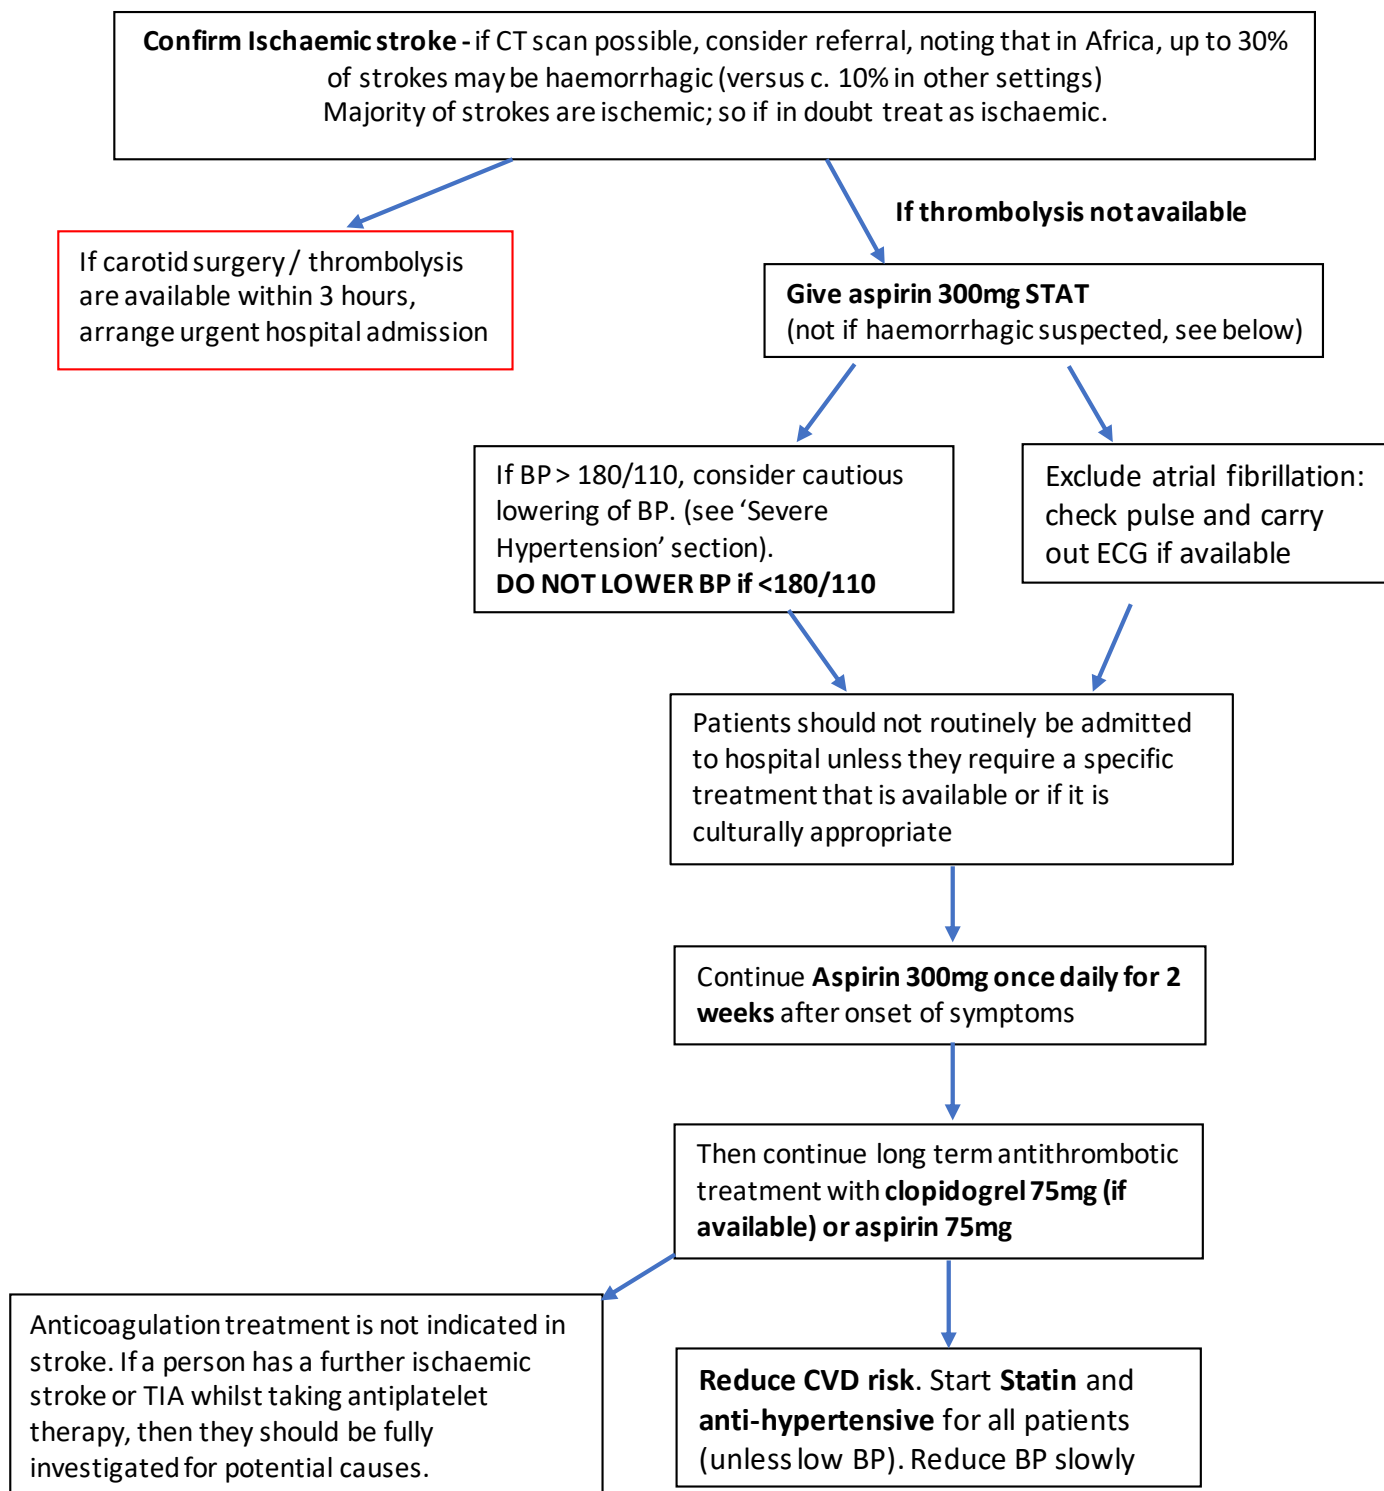 Confirm Ischaemic stroke - if CT scan possible, consider referral, noting that in Africa, up to 30%
of strokes may be haemorrhagic (versus c. 10% in other settings)
Majority of strokes are ischemic; so if in doubt treat as ischaemic.
If thrombolysis not available
If carotid surgery / thrombolysis
are available within 3 hours,
arrange urgent hospital admission
Give aspirin 300mg STAT
(not if haemorrhagic suspected, see below)
If BP > 180/110, consider cautious
lowering of BP. (see ‘Severe
Hypertension’ section).
DO NOT LOWER BP if <180/110
Exclude atrial fibrillation:
check pulse and carry
out ECG if available
Patients should not routinely be admitted
to hospital unless they require a specific
treatment that is available or if it is
culturally appropriate
Continue Aspirin 300mg once daily for 2
weeks after onset of symptoms
Then continue long term antithrombotic
treatment with clopidogrel 75mg (if
available) or aspirin 75mg
Anticoagulation treatment is not indicated in
stroke. If a person has a further ischaemic
stroke or TIA whilst taking antiplatelet
therapy, then they should be fully
investigated for potential causes.
Reduce CVD risk. Start Statin and
anti-hypertensive for all patients
(unless low BP). Reduce BP slowly